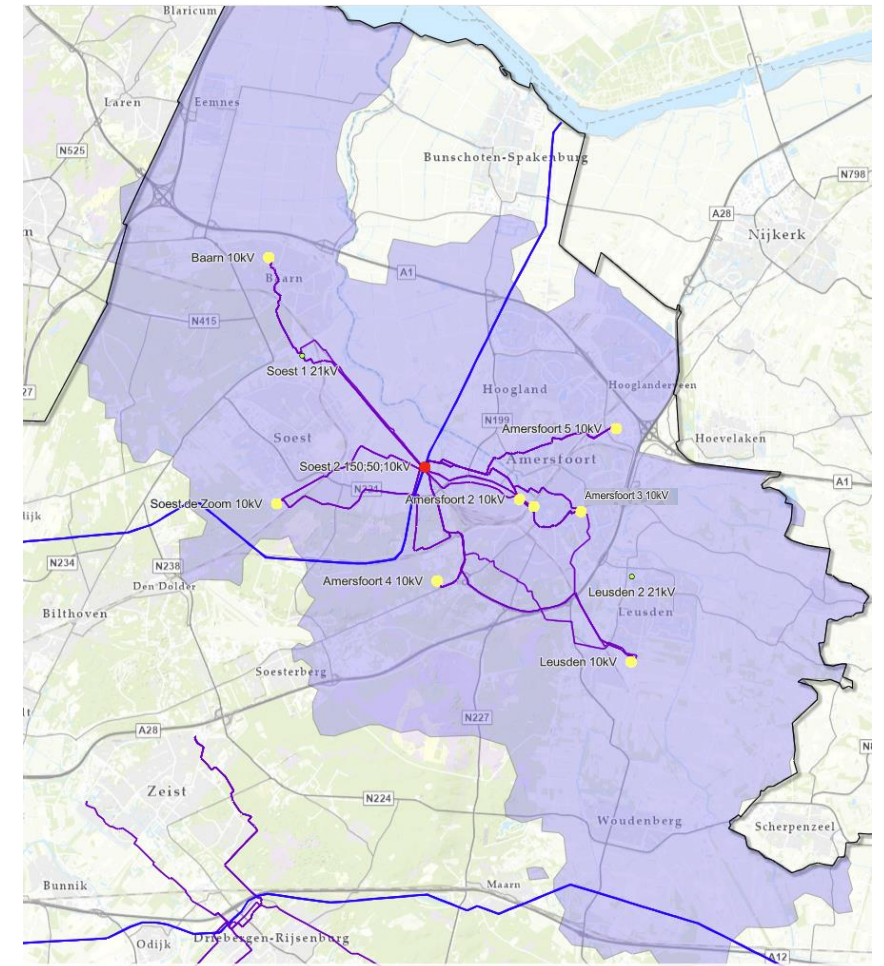 Blaricum
Laren
Eemnes
N525
Bunschoten-Spakenburg
N798
A28
Nijkerk
Baarn 10kV
Baarn
A1
N415
Soest 1 21kV
Hoogland
Hooglanderveen
N199
Amersfoort 5 10kV
Hoevelaken
Soest
Amersfoort
Soest 2 150;50;10kV
A1
N221
Amersfoort 2 10kV
Amersfoort 3 10kV
Soest de Zoom 10kV
N234
N238
Den Dolder
Amersfoort 4 10kV
Leusden 2 21kV
Leusden
Bilthoven
Leusden 10kV
Soesterberg
N227
A28
Zeist
N224
Woudenberg
Scherpenzeel
Bunnik
Maarn
Odijk
Driebergen-Rijsenburg
A12